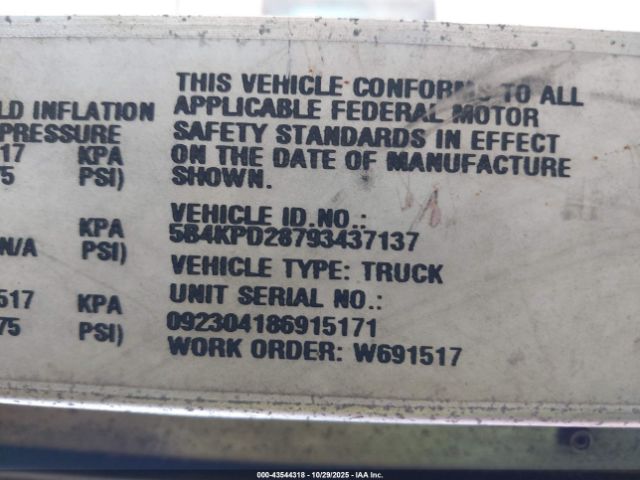 THIS VEHICLE CONFORMS TO ALL
LD INFLATION APPLICABLE FEDERAL MOTOR
PRESSURE SAFETY STANDARDS IN EFFECT
517 KPA ON THE DATE OF MANUFACTURE
75 PSI) SHOWN.
VEHICLE ID.NO.:
KPA 5B4KPD28793437137
N/A PSI)
VEHICLE TYPE: TRUCK
517 KPA UNIT SERIAL NO.:
75 PSI) 092304186915171
WORK ORDER: W691517
000-43544318 - 10/29/2025 - IAA Inc.